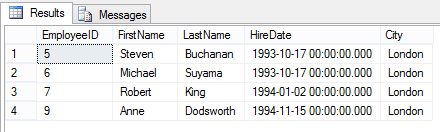 Results Messages
EmployeeID FirstName LastName HireDate City
1 5 Steven Buchanan 1993-10-17 00:00:00.000 London
2 6 Michael Suyama 1993-10-17 00:00:00.000 London
3 7 Robert King 1994-01-02 00:00:00.000 London
4 9 Anne Dodsworth 1994-11-15 00:00:00.000 London